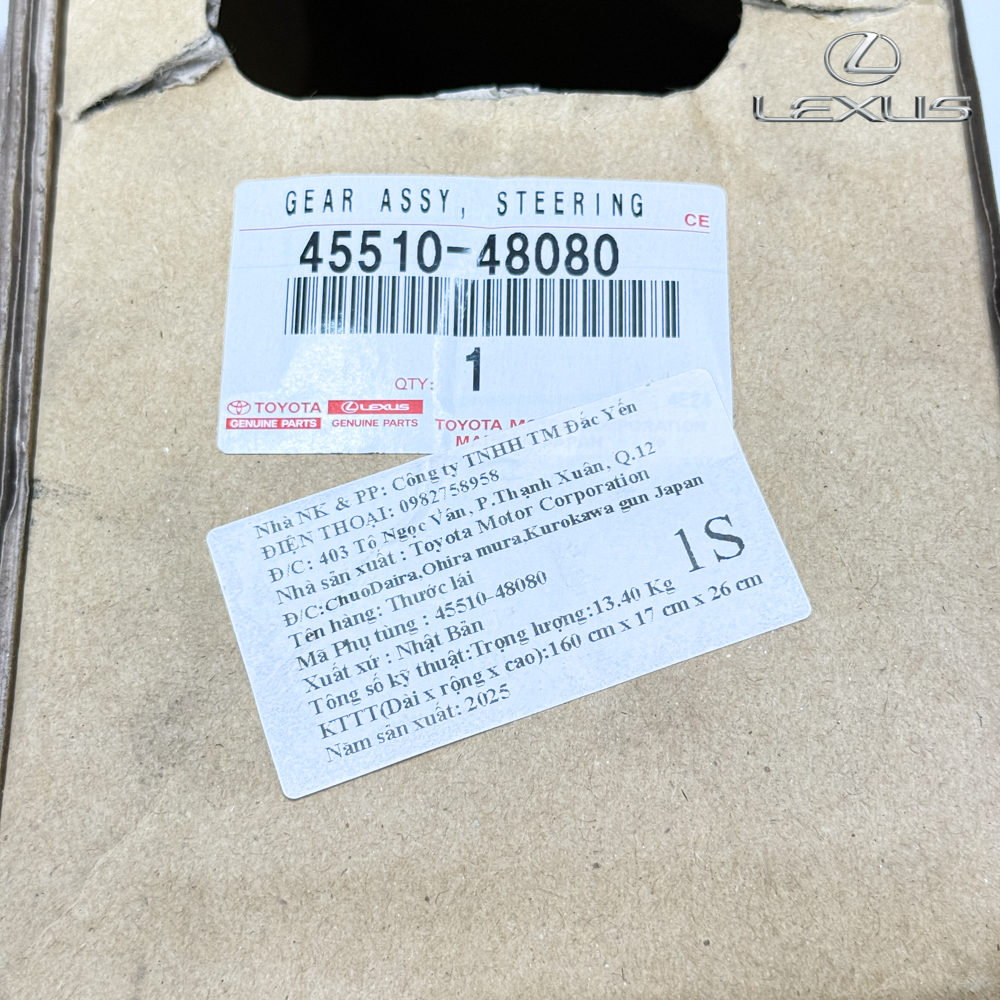 LEXUS
GEAR ASSY, STEERING
CE
45510-48080
QTY: 1
TOYOTA LEXUS
GENUINE PARTS GENUINE PARTS TOYOTA
Nhà NK & PP: Công ty TNHH TM Đắc Yến
ĐIỆN THOẠI: 0982758958
Đ/C: 403 Tô Ngọc Vân, P.Thạnh Xuân, Q.12
Nhà sản xuất : Toyota Motor Corporation
Đ/C:ChuoDaira,Ohira mura,Kurokawa gun Japan
Tên hàng: Thước lái
1S
Mã Phụ tùng : 45510-48080
Xuất xứ : Nhật Bản
Tông số kỹ thuật:Trọng lượng:13.40 Kg
KTTT(Dài x rộng x cao):160 cm x 17 cm x 26 cm
Năm sản xuất: 2025